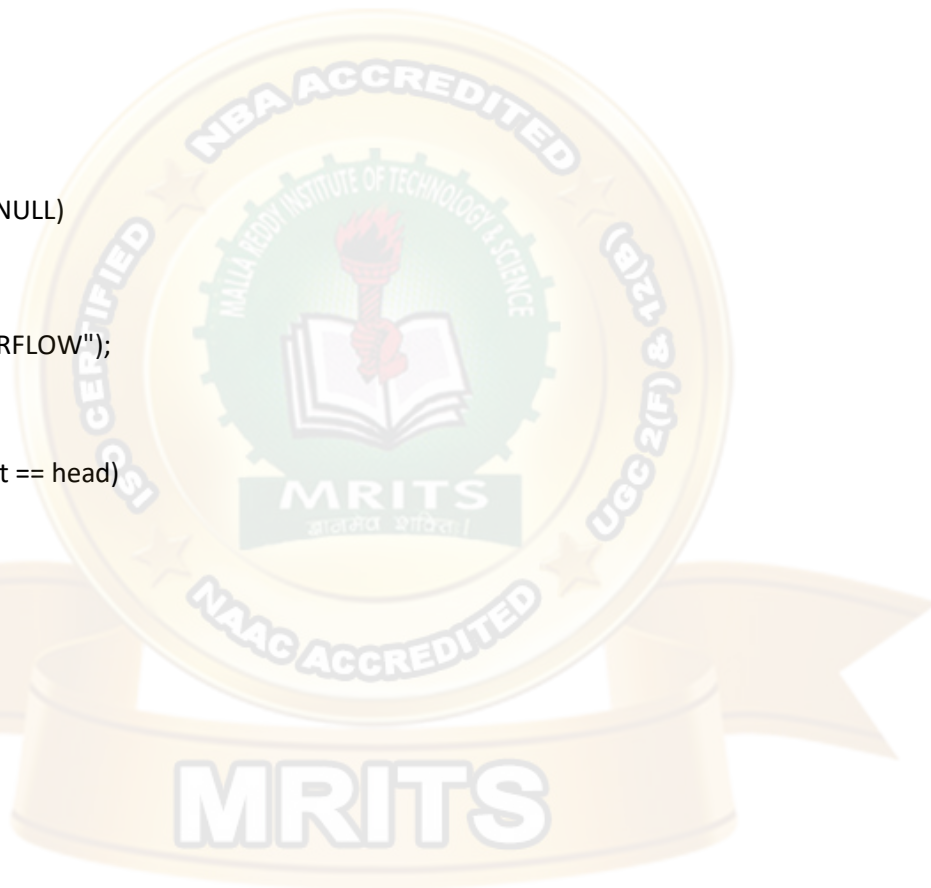 NULL)
RFLOW");
t == head)
NBA ACCREDITED
ISO CERTIFIED
UGC 2(F) & 12(B)
NAAC ACCREDITED
MALLA REDDY INSTITUTE OF TECHNOLOGY & SCIENCE
MRITS
MRITS